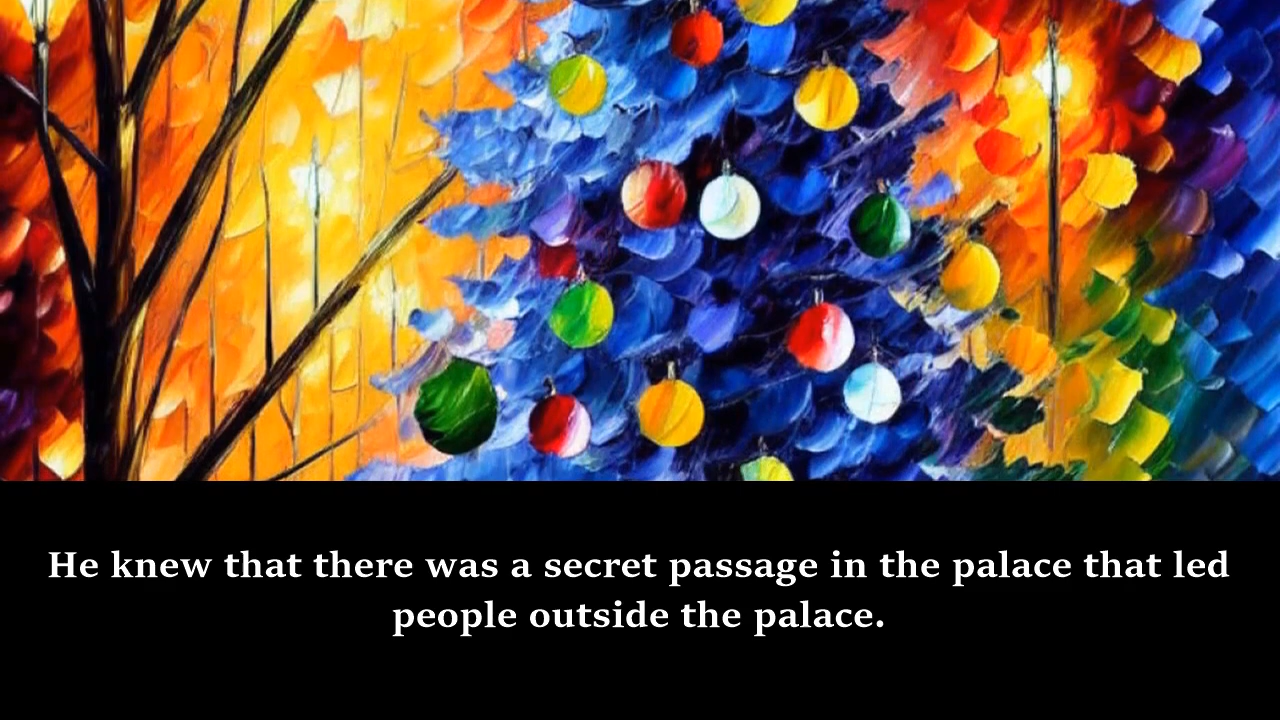 He knew that there was a secret passage in the palace that led
people outside the palace.